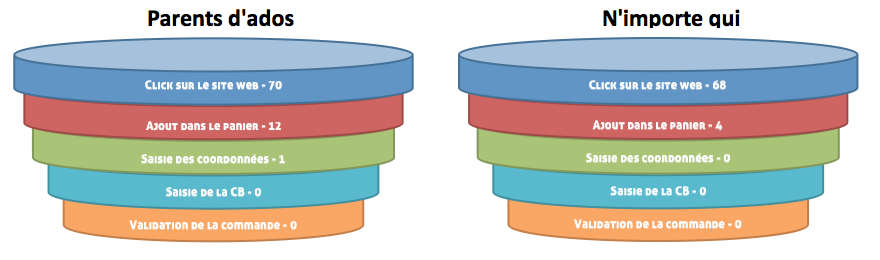 Parents d'ados
Click sur le site web - 70
Ajout dans le panier - 12
Saisie des coordonnées - 1
Saisie de la CB - 0
Validation de la commande - 0
N'importe qui
Click sur le site web - 68
Ajout dans le panier - 4
Saisie des coordonnées - 0
Saisie de la CB - 0
Validation de la commande - 0